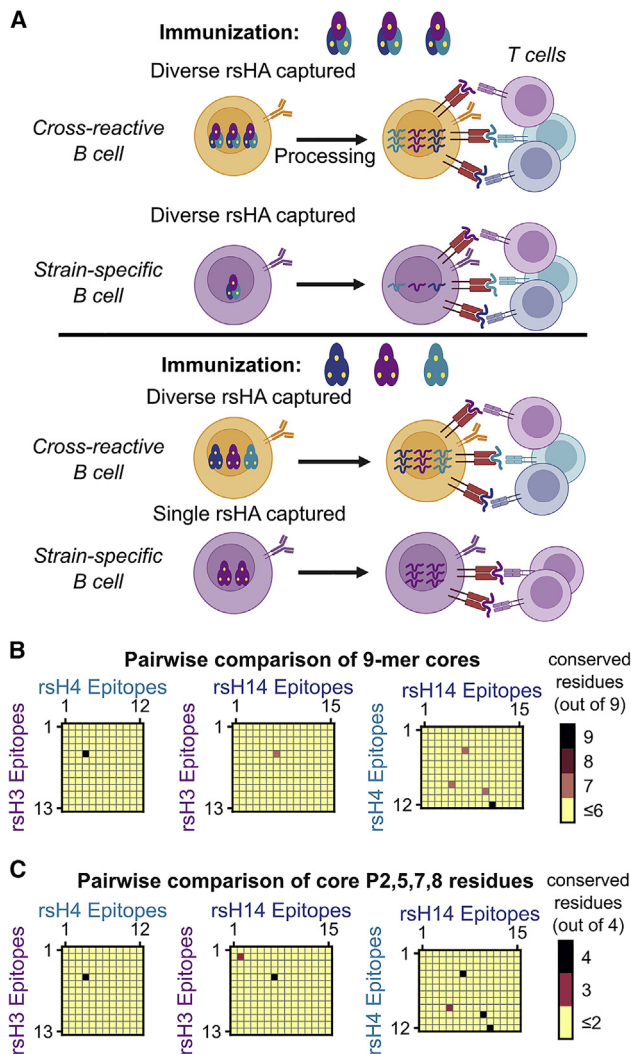 A
Immunization:
Diverse rsHA captured
T cells
Cross-reactive
B cell
Processing
Diverse rsHA captured
Strain-specific
B cell
Immunization:
Diverse rsHA captured
Cross-reactive
B cell
Single rsHA captured
Strain-specific
B cell
B
Pairwise comparison of 9-mer cores
conserved
residues
(out of 9)
rsH4 Epitopes
1 12
rsH3 Epitopes
1
13
rsH14 Epitopes
1 15
rsH3 Epitopes
rsH14 Epitopes
1 15
rsH4 Epitopes
1
12
9
8
7
≤6
C
Pairwise comparison of core P2,5,7,8 residues
conserved
residues
(out of 4)
rsH4 Epitopes
1 12
rsH3 Epitopes
1
13
rsH14 Epitopes
1 15
rsH3 Epitopes
1
13
rsH14 Epitopes
1 15
rsH4 Epitopes
1
12
4
3
≤2